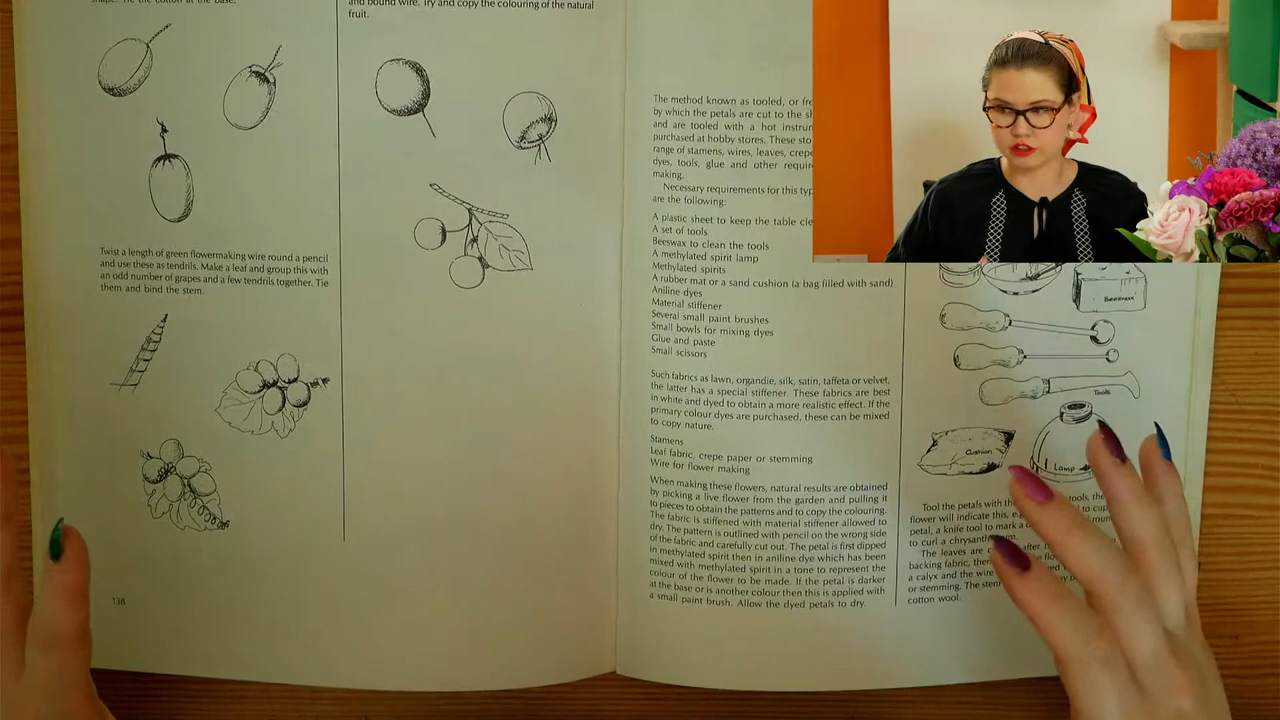 shape. Tie the cotton at the base.
Twist a length of green flowermaking wire round a pencil
and use these as tendrils. Make a leaf and group this with
an odd number of grapes and a few tendrils together. Tie
them and bind the stem.
138
and bound wire. Try and copy the colouring of the natural
fruit.
The method known as tooled, or
by which the petals are cut to the
and are tooled with a hot
purchased at hobby stores. These
range of stamens, wires, leaves,
dyes, tools, glue and other
making.
Necessary requirements for this
are the following:
A plastic sheet to keep the table
A set of tools
Beeswax to clean the tools
A methylated spirit lamp
Methylated spirits
A rubber mat or a sand cushion (a bag filled with sand)
Aniline dyes
Material stiffener
Several small paint brushes
Small bowls for mixing dyes
Glue and paste
Small scissors
Such fabrics as lawn, organdie, silk, satin, taffeta or velvet,
the latter has a special stiffener. These fabrics are best
in white and dyed to obtain a more realistic effect. If the
primary colour dyes are purchased, these can be mixed
to copy nature.
Stamens
Leaf fabric, crepe paper or stemming
Wire for flower making
When making these flowers, natural results are obtained
by picking a live flower from the garden and pulling it
to pieces to obtain the patterns and to copy the colouring.
The fabric is stiffened with material stiffener allowed to
dry. The pattern is outlined with pencil on the wrong side
of the fabric and carefully cut out. The petal is first dipped
in methylated spirit then in aniline dye which has been
mixed with methylated spirit in a tone to represent the
colour of the flower to be made. If the petal is darker
at the base or is another colour then this is applied with
a small paint brush. Allow the dyed petals to dry.
Beeswax
Tools
Cushion
Lamp
Tool the petals with tools, the
flower will indicate this, to cup
petal, a knife tool to mark a
to curl a
The leaves are after
backing fabric,
a calyx and the wire
or stemming. The
cotton wool.